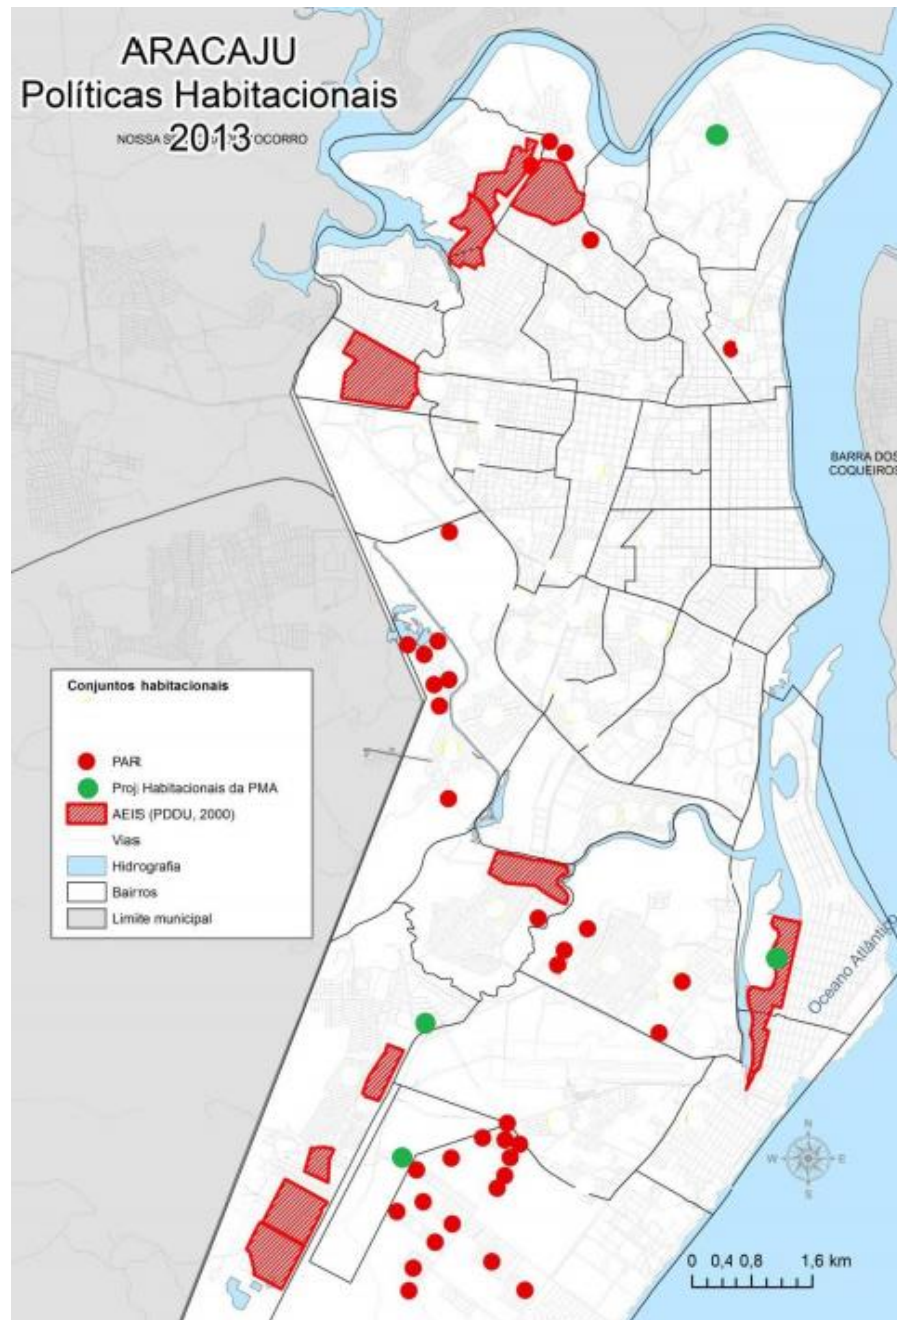 ARACAJU
Políticas Habitacionais
2013
NOSSA OCORRO
BARRA DOS
COQUEIROS
Conjuntos habitacionais
PAR
Proj. Habitacionais da PMA
AEIS (PDDU, 2000)
Vias
Hidrografia
Bairros
Limite municipal
Oceano Atlântico
N
W E
S
0 0,4 0,8 1,6 km